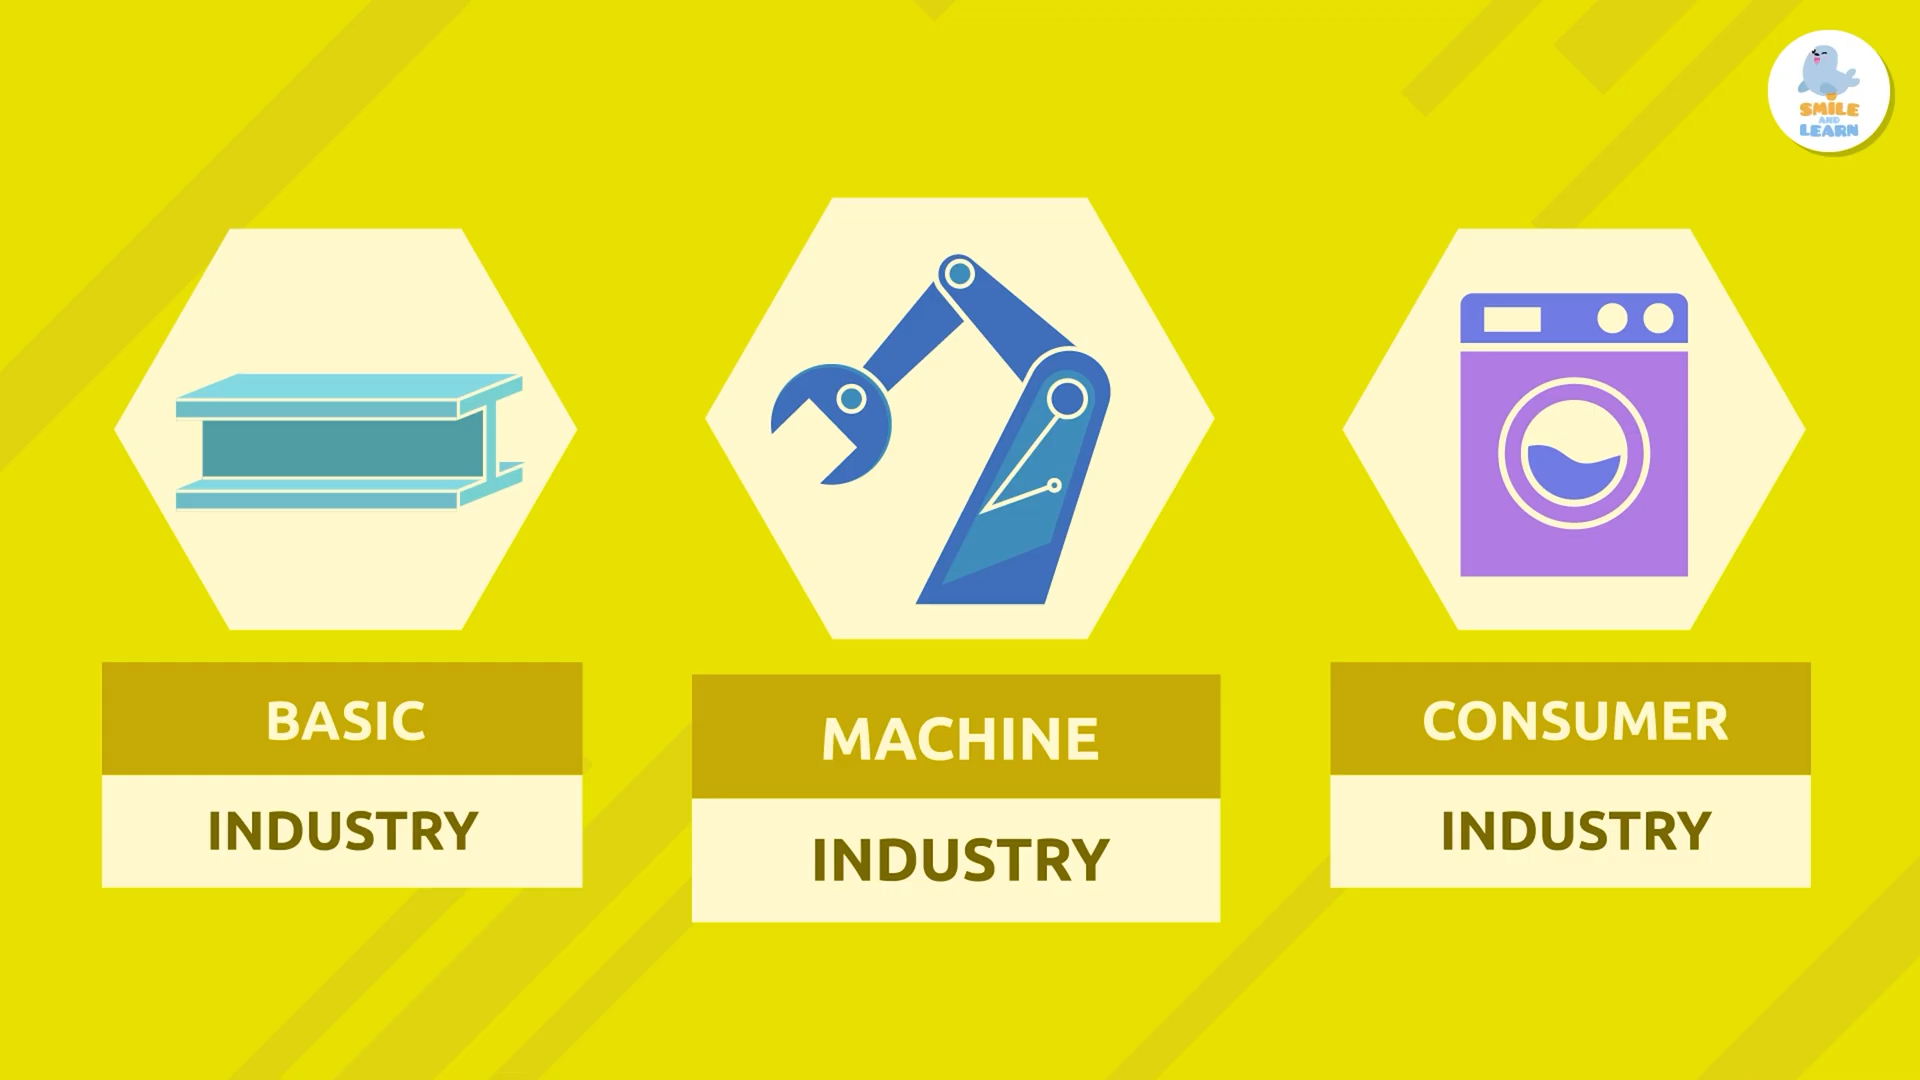 SMILE
AND
LEARN
BASIC
INDUSTRY
MACHINE
INDUSTRY
CONSUMER
INDUSTRY